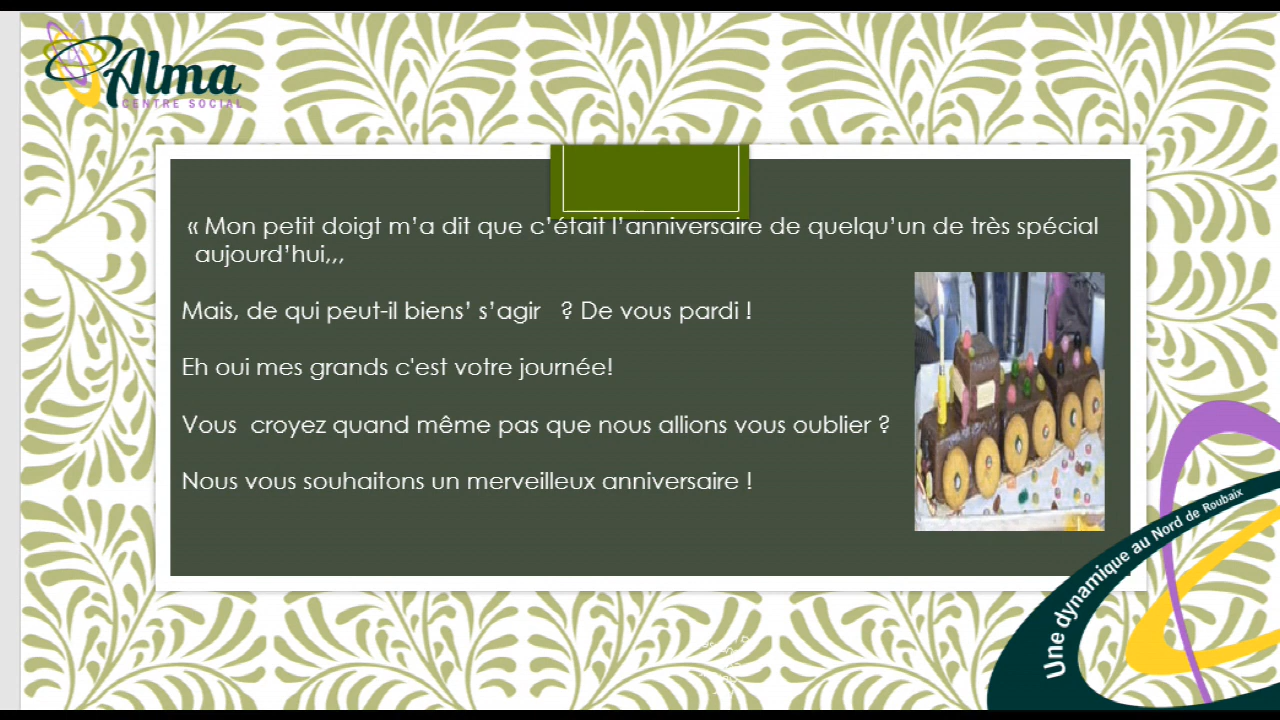 Alma
CENTRE SOCIAL
« Mon petit doigt m’a dit que c’était l’anniversaire de quelqu’un de très spécial
aujourd’hui,,,
Mais, de qui peut-il biens’ s’agir ? De vous pardi !
Eh oui mes grands c'est votre journée!
Vous croyez quand même pas que nous allions vous oublier ?
Nous vous souhaitons un merveilleux anniversaire !
Une dynamique au Nord de Roubaix